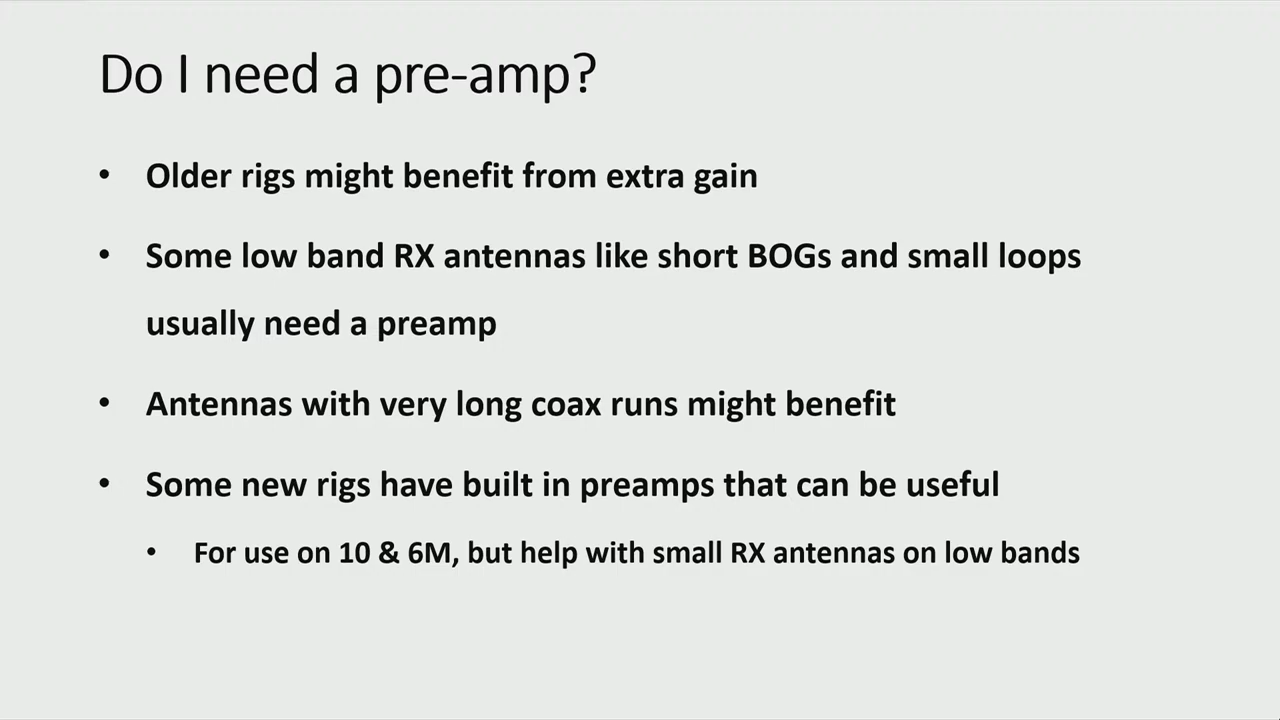 Do I need a pre-amp?
• Older rigs might benefit from extra gain
• Some low band RX antennas like short BOGs and small loops
usually need a preamp
• Antennas with very long coax runs might benefit
• Some new rigs have built in preamps that can be useful
• For use on 10 & 6M, but help with small RX antennas on low bands